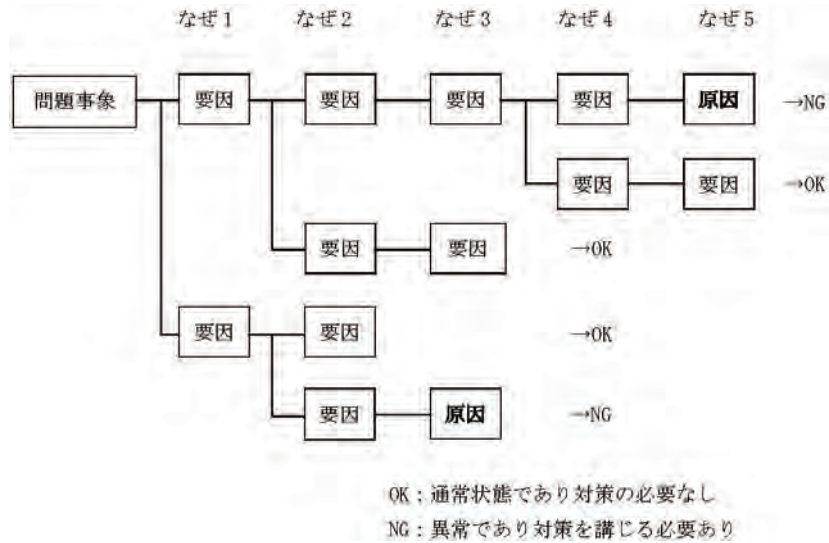 なぜ1 なぜ2 なぜ3 なぜ4 なぜ5
問題事象 要因 要因 要因 要因 原因 →NG
要因 要因 →OK
要因 要因 →OK
要因 要因 →OK
要因 原因 →NG
OK:通常状態であり対策の必要なし
NG:異常であり対策を講じる必要あり